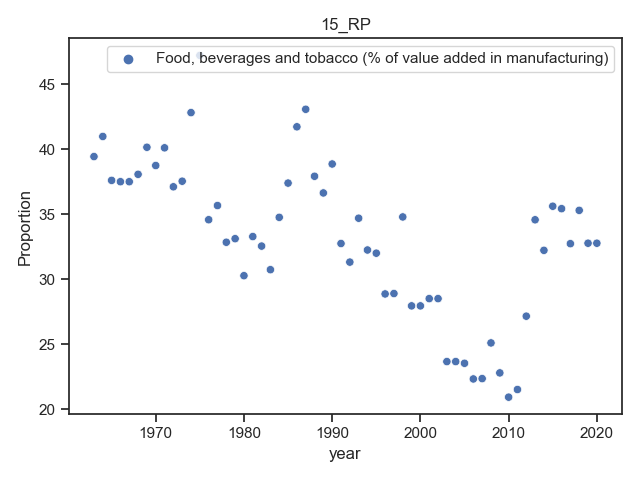 15_RP
Food, beverages and tobacco (% of value added in manufacturing)
45
40
35
30
25
20
Proportion
1970 1980 1990 2000 2010 2020
year